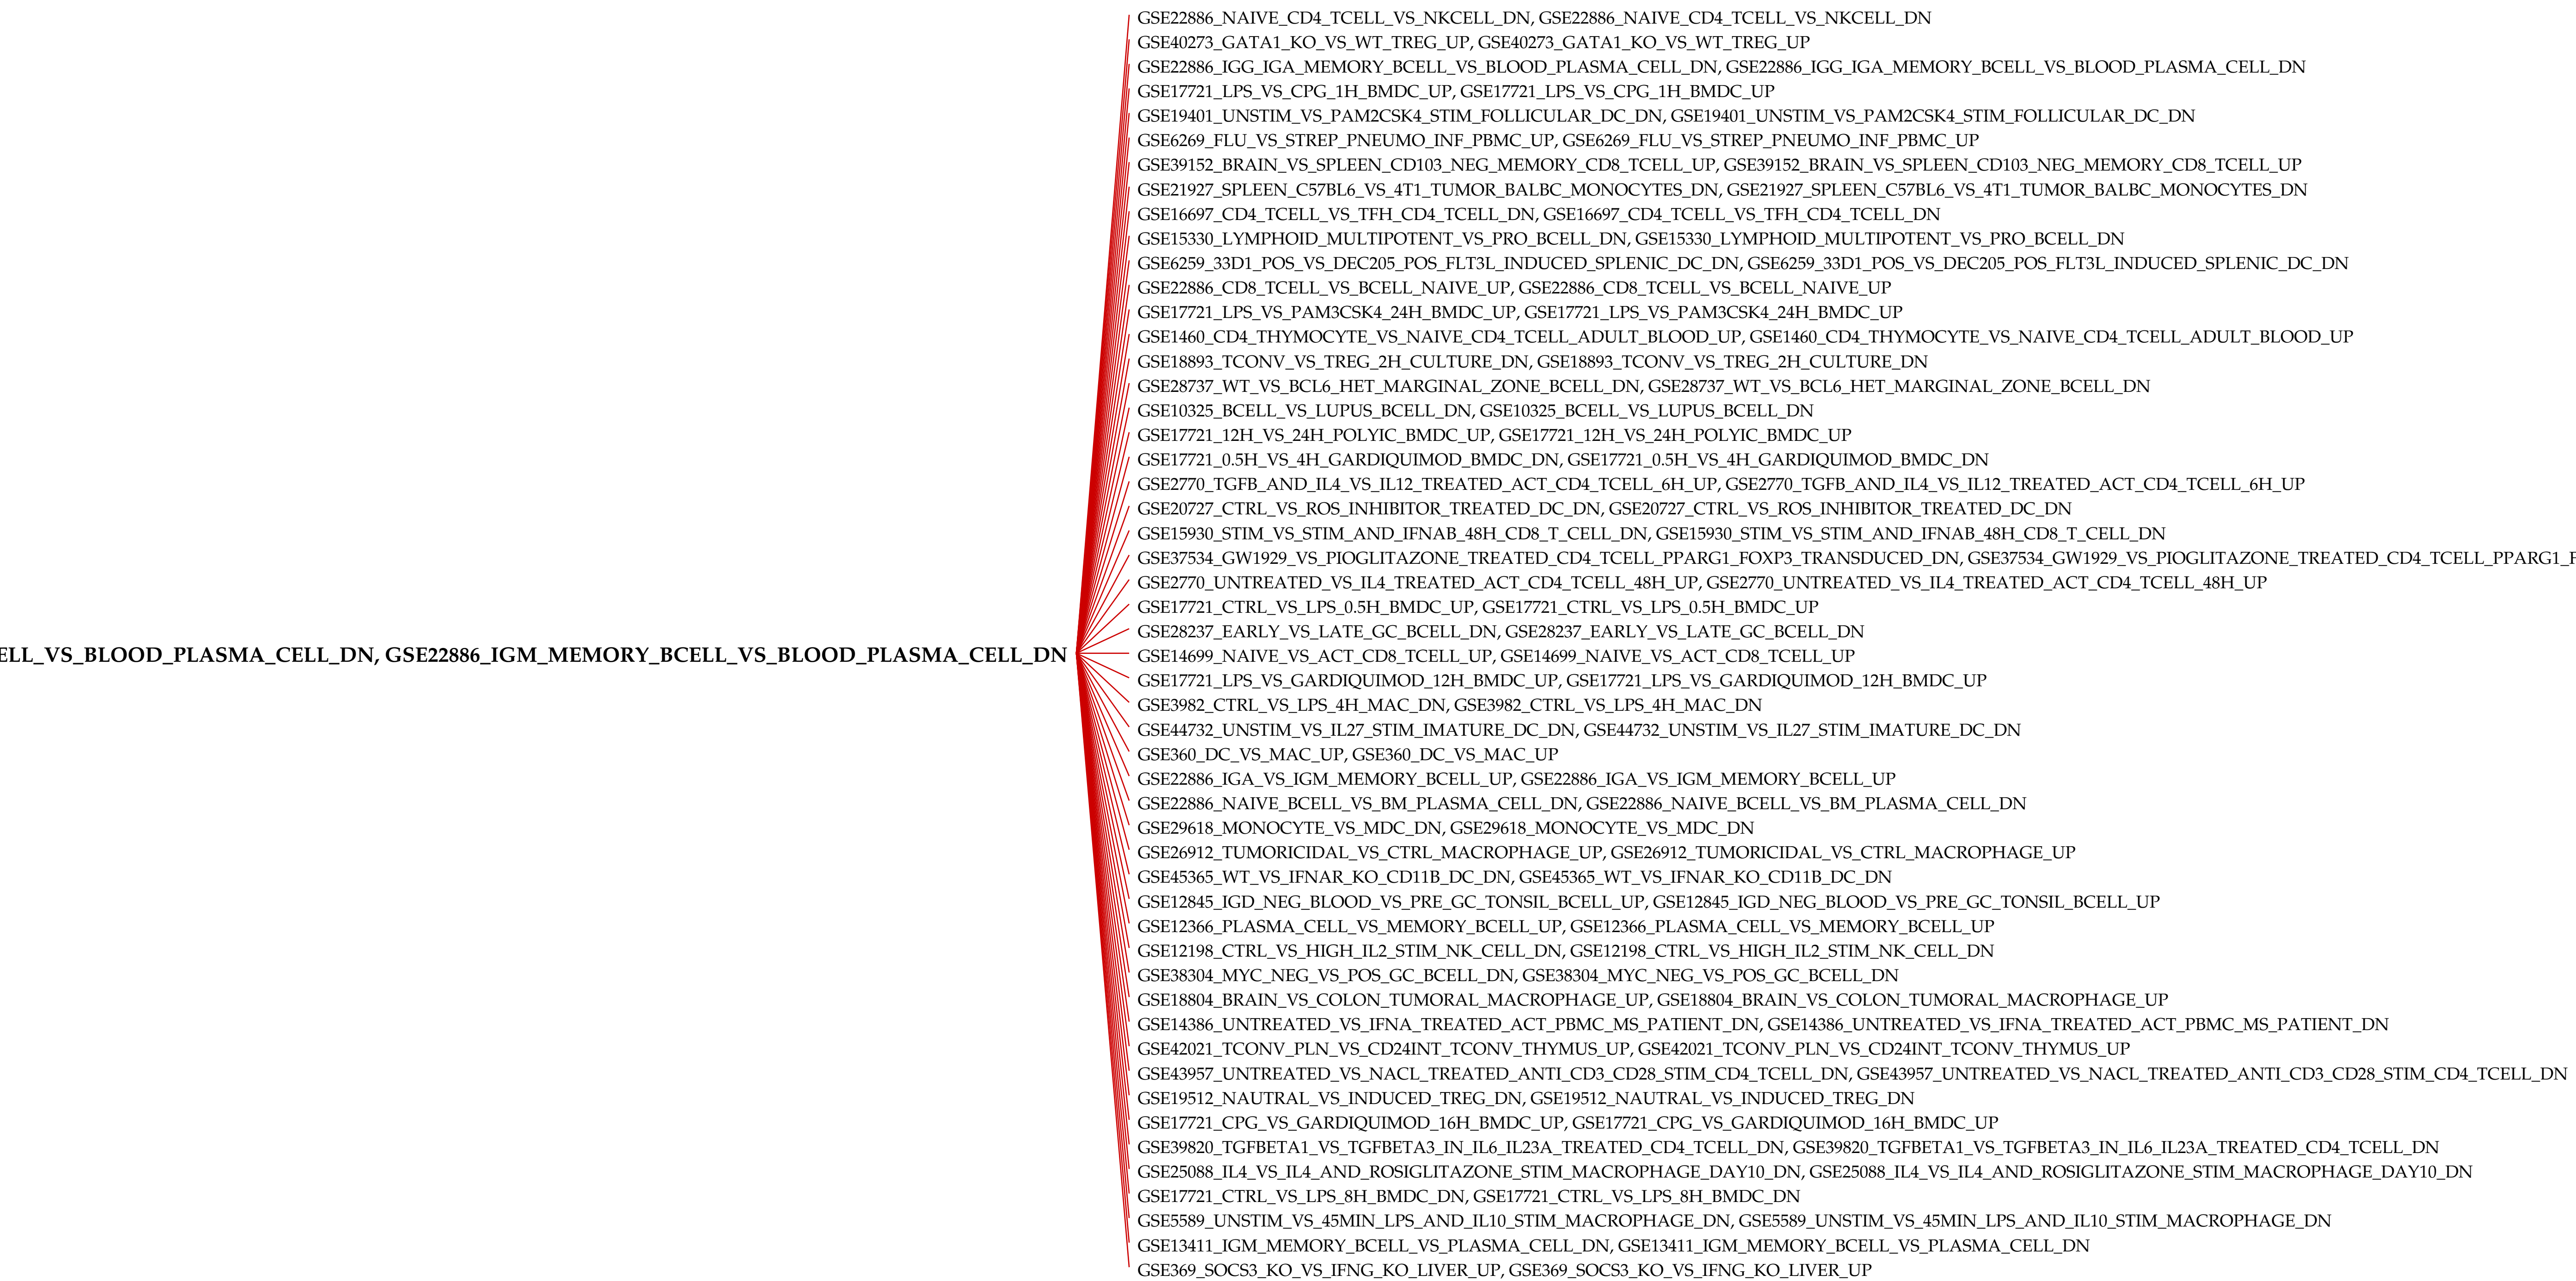 GSE22886_NAIVE_CD4_TCELL_VS_NKCELL_DN, GSE22886_NAIVE_CD4_TCELL_VS_NKCELL_DN
GSE40273_GATA1_KO_VS_WT_TREG_UP, GSE40273_GATA1_KO_VS_WT_TREG_UP
GSE22886_IGG_IGA_MEMORY_BCELL_VS_BLOOD_PLASMA_CELL_DN, GSE22886_IGG_IGA_MEMORY_BCELL_VS_BLOOD_PLASMA_CELL_DN
GSE17721_LPS_VS_CPG_1H_BMDC_UP, GSE17721_LPS_VS_CPG_1H_BMDC_UP
GSE19401_UNSTIM_VS_PAM2CSK4_STIM_FOLLICULAR_DC_DN, GSE19401_UNSTIM_VS_PAM2CSK4_STIM_FOLLICULAR_DC_DN
GSE6269_FLU_VS_STREP_PNEUMO_INF_PBMC_UP, GSE6269_FLU_VS_STREP_PNEUMO_INF_PBMC_UP
GSE39152_BRAIN_VS_SPLEEN_CD103_NEG_MEMORY_CD8_TCELL_UP, GSE39152_BRAIN_VS_SPLEEN_CD103_NEG_MEMORY_CD8_TCELL_UP
GSE21927_SPLEEN_C57BL6_VS_4T1_TUMOR_BALBC_MONOCYTES_DN, GSE21927_SPLEEN_C57BL6_VS_4T1_TUMOR_BALBC_MONOCYTES_DN
GSE16697_CD4_TCELL_VS_TFH_CD4_TCELL_DN, GSE16697_CD4_TCELL_VS_TFH_CD4_TCELL_DN
GSE15330_LYMPHOID_MULTIPOTENT_VS_PRO_BCELL_DN, GSE15330_LYMPHOID_MULTIPOTENT_VS_PRO_BCELL_DN
GSE6259_33D1_POS_VS_DEC205_POS_FLT3L_INDUCED_SPLENIC_DC_DN, GSE6259_33D1_POS_VS_DEC205_POS_FLT3L_INDUCED_SPLENIC_DC_DN
GSE22886_CD8_TCELL_VS_BCELL_NAIVE_UP, GSE22886_CD8_TCELL_VS_BCELL_NAIVE_UP
GSE17721_LPS_VS_PAM3CSK4_24H_BMDC_UP, GSE17721_LPS_VS_PAM3CSK4_24H_BMDC_UP
GSE1460_CD4_THYMOCYTE_VS_NAIVE_CD4_TCELL_ADULT_BLOOD_UP, GSE1460_CD4_THYMOCYTE_VS_NAIVE_CD4_TCELL_ADULT_BLOOD_UP
GSE18893_TCONV_VS_TREG_2H_CULTURE_DN, GSE18893_TCONV_VS_TREG_2H_CULTURE_DN
GSE28737_WT_VS_BCL6_HET_MARGINAL_ZONE_BCELL_DN, GSE28737_WT_VS_BCL6_HET_MARGINAL_ZONE_BCELL_DN
GSE10325_BCELL_VS_LUPUS_BCELL_DN, GSE10325_BCELL_VS_LUPUS_BCELL_DN
GSE17721_12H_VS_24H_POLYIC_BMDC_UP, GSE17721_12H_VS_24H_POLYIC_BMDC_UP
GSE17721_0.5H_VS_4H_GARDIQUIMOD_BMDC_DN, GSE17721_0.5H_VS_4H_GARDIQUIMOD_BMDC_DN
GSE2770_TGFB_AND_IL4_VS_IL12_TREATED_ACT_CD4_TCELL_6H_UP, GSE2770_TGFB_AND_IL4_VS_IL12_TREATED_ACT_CD4_TCELL_6H_UP
GSE20727_CTRL_VS_ROS_INHIBITOR_TREATED_DC_DN, GSE20727_CTRL_VS_ROS_INHIBITOR_TREATED_DC_DN
GSE15930_STIM_VS_STIM_AND_IFNAB_48H_CD8_T_CELL_DN, GSE15930_STIM_VS_STIM_AND_IFNAB_48H_CD8_T_CELL_DN
GSE37534_GW1929_VS_PIOGLITAZONE_TREATED_CD4_TCELL_PPARG1_FOXP3_TRANSDUCED_DN, GSE37534_GW1929_VS_PIOGLITAZONE_TREATED_CD4_TCELL_PPARG1_F
GSE2770_UNTREATED_VS_IL4_TREATED_ACT_CD4_TCELL_48H_UP, GSE2770_UNTREATED_VS_IL4_TREATED_ACT_CD4_TCELL_48H_UP
GSE17721_CTRL_VS_LPS_0.5H_BMDC_UP, GSE17721_CTRL_VS_LPS_0.5H_BMDC_UP
GSE28237_EARLY_VS_LATE_GC_BCELL_DN, GSE28237_EARLY_VS_LATE_GC_BCELL_DN
ELL_VS_BLOOD_PLASMA_CELL_DN, GSE22886_IGM_MEMORY_BCELL_VS_BLOOD_PLASMA_CELL_DN
GSE14699_NAIVE_VS_ACT_CD8_TCELL_UP, GSE14699_NAIVE_VS_ACT_CD8_TCELL_UP
GSE17721_LPS_VS_GARDIQUIMOD_12H_BMDC_UP, GSE17721_LPS_VS_GARDIQUIMOD_12H_BMDC_UP
GSE3982_CTRL_VS_LPS_4H_MAC_DN, GSE3982_CTRL_VS_LPS_4H_MAC_DN
GSE44732_UNSTIM_VS_IL27_STIM_IMATURE_DC_DN, GSE44732_UNSTIM_VS_IL27_STIM_IMATURE_DC_DN
GSE360_DC_VS_MAC_UP, GSE360_DC_VS_MAC_UP
GSE22886_IGA_VS_IGM_MEMORY_BCELL_UP, GSE22886_IGA_VS_IGM_MEMORY_BCELL_UP
GSE22886_NAIVE_BCELL_VS_BM_PLASMA_CELL_DN, GSE22886_NAIVE_BCELL_VS_BM_PLASMA_CELL_DN
GSE29618_MONOCYTE_VS_MDC_DN, GSE29618_MONOCYTE_VS_MDC_DN
GSE26912_TUMORICIDAL_VS_CTRL_MACROPHAGE_UP, GSE26912_TUMORICIDAL_VS_CTRL_MACROPHAGE_UP
GSE45365_WT_VS_IFNAR_KO_CD11B_DC_DN, GSE45365_WT_VS_IFNAR_KO_CD11B_DC_DN
GSE12845_IGD_NEG_BLOOD_VS_PRE_GC_TONSIL_BCELL_UP, GSE12845_IGD_NEG_BLOOD_VS_PRE_GC_TONSIL_BCELL_UP
GSE12366_PLASMA_CELL_VS_MEMORY_BCELL_UP, GSE12366_PLASMA_CELL_VS_MEMORY_BCELL_UP
GSE12198_CTRL_VS_HIGH_IL2_STIM_NK_CELL_DN, GSE12198_CTRL_VS_HIGH_IL2_STIM_NK_CELL_DN
GSE38304_MYC_NEG_VS_POS_GC_BCELL_DN, GSE38304_MYC_NEG_VS_POS_GC_BCELL_DN
GSE18804_BRAIN_VS_COLON_TUMORAL_MACROPHAGE_UP, GSE18804_BRAIN_VS_COLON_TUMORAL_MACROPHAGE_UP
GSE14386_UNTREATED_VS_IFNA_TREATED_ACT_PBMC_MS_PATIENT_DN, GSE14386_UNTREATED_VS_IFNA_TREATED_ACT_PBMC_MS_PATIENT_DN
GSE42021_TCONV_PLN_VS_CD24INT_TCONV_THYMUS_UP, GSE42021_TCONV_PLN_VS_CD24INT_TCONV_THYMUS_UP
GSE43957_UNTREATED_VS_NACL_TREATED_ANTI_CD3_CD28_STIM_CD4_TCELL_DN, GSE43957_UNTREATED_VS_NACL_TREATED_ANTI_CD3_CD28_STIM_CD4_TCELL_DN
GSE19512_NAUTRAL_VS_INDUCED_TREG_DN, GSE19512_NAUTRAL_VS_INDUCED_TREG_DN
GSE17721_CPG_VS_GARDIQUIMOD_16H_BMDC_UP, GSE17721_CPG_VS_GARDIQUIMOD_16H_BMDC_UP
GSE39820_TGFBETA1_VS_TGFBETA3_IN_IL6_IL23A_TREATED_CD4_TCELL_DN, GSE39820_TGFBETA1_VS_TGFBETA3_IN_IL6_IL23A_TREATED_CD4_TCELL_DN
GSE25088_IL4_VS_IL4_AND_ROSIGLITAZONE_STIM_MACROPHAGE_DAY10_DN, GSE25088_IL4_VS_IL4_AND_ROSIGLITAZONE_STIM_MACROPHAGE_DAY10_DN
GSE17721_CTRL_VS_LPS_8H_BMDC_DN, GSE17721_CTRL_VS_LPS_8H_BMDC_DN
GSE5589_UNSTIM_VS_45MIN_LPS_AND_IL10_STIM_MACROPHAGE_DN, GSE5589_UNSTIM_VS_45MIN_LPS_AND_IL10_STIM_MACROPHAGE_DN
GSE13411_IGM_MEMORY_BCELL_VS_PLASMA_CELL_DN, GSE13411_IGM_MEMORY_BCELL_VS_PLASMA_CELL_DN
GSE369_SOCS3_KO_VS_IFNG_KO_LIVER_UP, GSE369_SOCS3_KO_VS_IFNG_KO_LIVER_UP